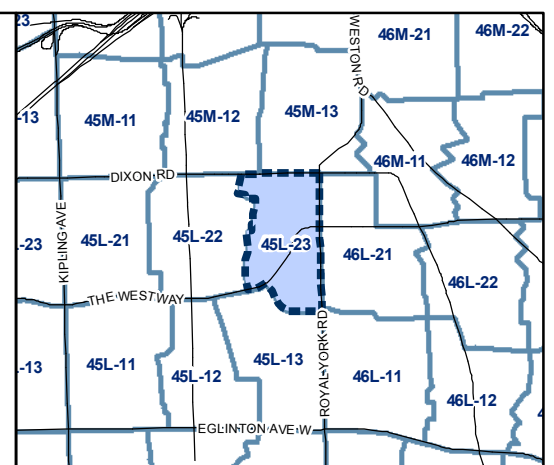 23
46M-21
46M-22
WESTON RD
-13
45M-11
45M-12
45M-13
46M-11
46M-12
DIXON RD
KIPLING AVE
-23
45L-21
45L-22
45L-23
46L-21
46L-22
THE WESTWAY
ROYAL YORK RD
-13
45L-11
45L-12
45L-13
46L-11
46L-12
4
EGLINTON AVE W